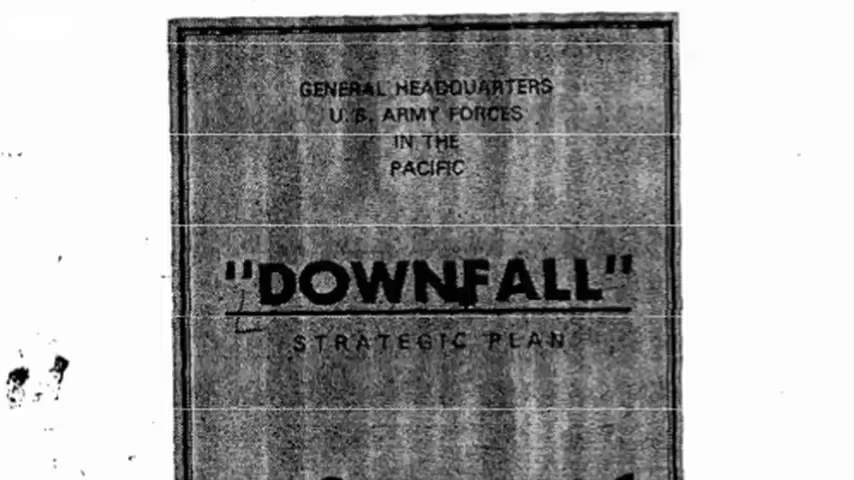 GENERAL HEADQUARTERS
U.S. ARMY FORCES
IN THE
PACIFIC
"DOWNFALL"
STRATEGIC PLAN